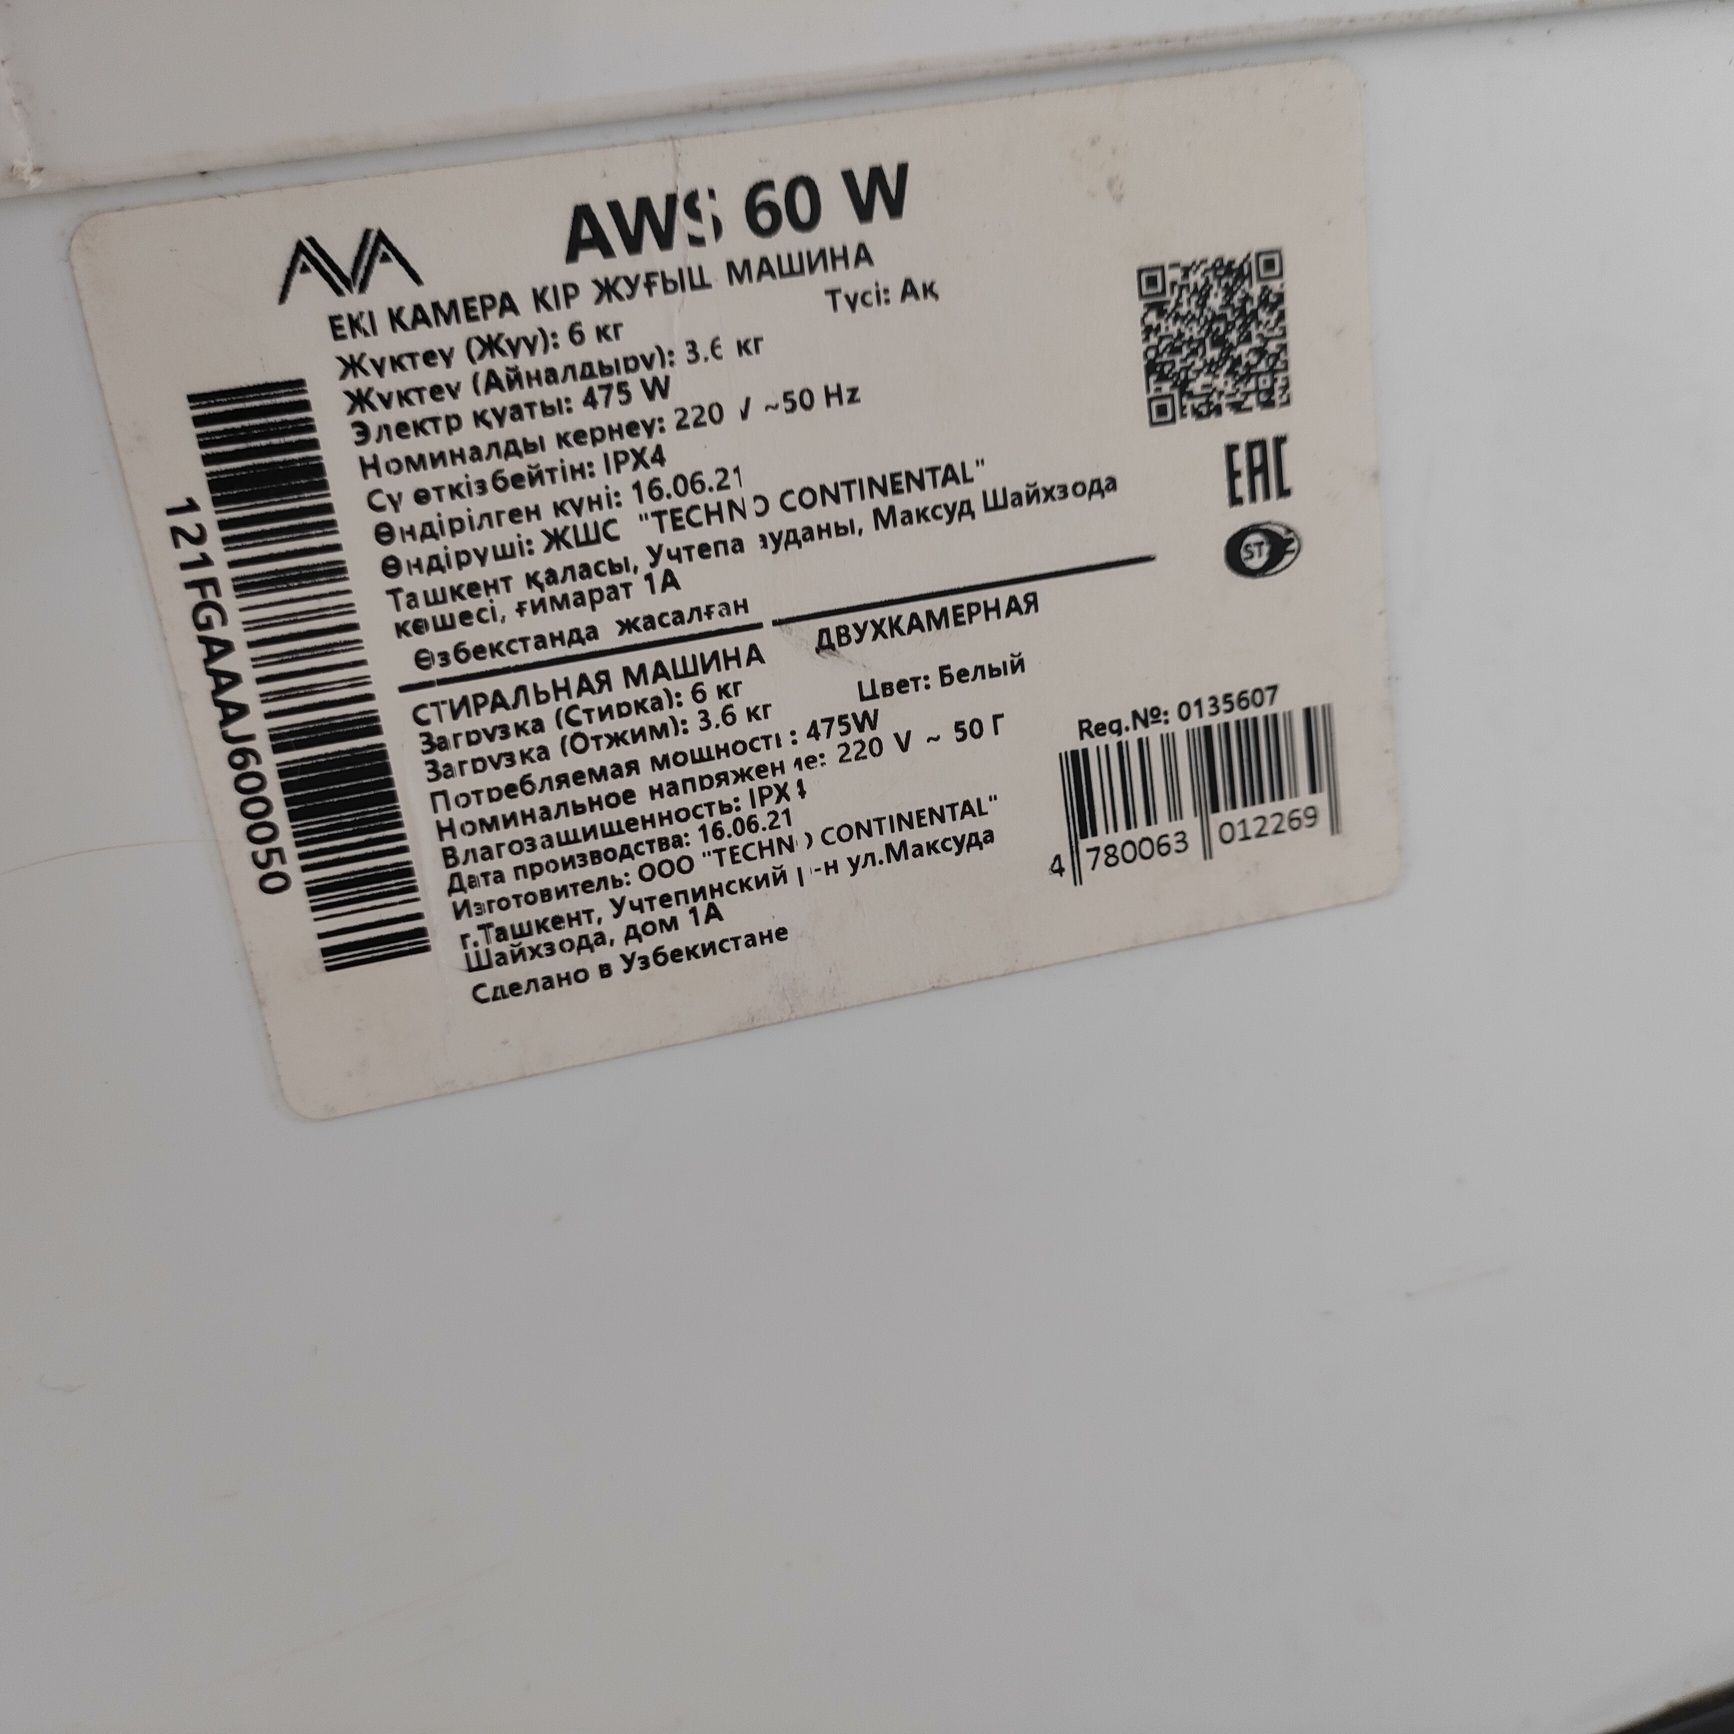 AVA
AWS 60 W
ЕКІ КАМЕРА КІР ЖУҒЫШ МАШИНА
Жүктеу (Жуу): 6 кг
Түсі: Ақ
Жүктеу (Айналдыру): 3.6 кг
Электр қуаты: 475 W
Номиналды кернеу: 220 V ~50 Hz
Су өткізбейтін: IPX4
Өндірілген күні: 16.06.21
Өндіруші: ЖШС "TECHNO CONTINENTAL"
Ташкент қаласы, Учтепа ауданы, Максуд Шайхзода
көшесі, ғимарат 1А
Өзбекстанда жасалған
ДВУХКАМЕРНАЯ
СТИРАЛЬНАЯ МАШИНА
Загрузка (Стирка): 6 кг
Цвет: Белый
Загрузка (Отжим): 3.6 кг
Потребляемая мощность: 475W
Номинальное напряжение: 220 V ~ 50 Г
Влагозащищенность: IPX4
Дата производства: 16.06.21
Изготовитель: ООО "TECHNO CONTINENTAL"
г.Ташкент, Учтепинский р-н ул.Максуда
Шайхзода, дом 1А
Сделано в Узбекистане
121FGAAAJ600050
EAC
ST
Reg.№: 0135607
4 780063 012269